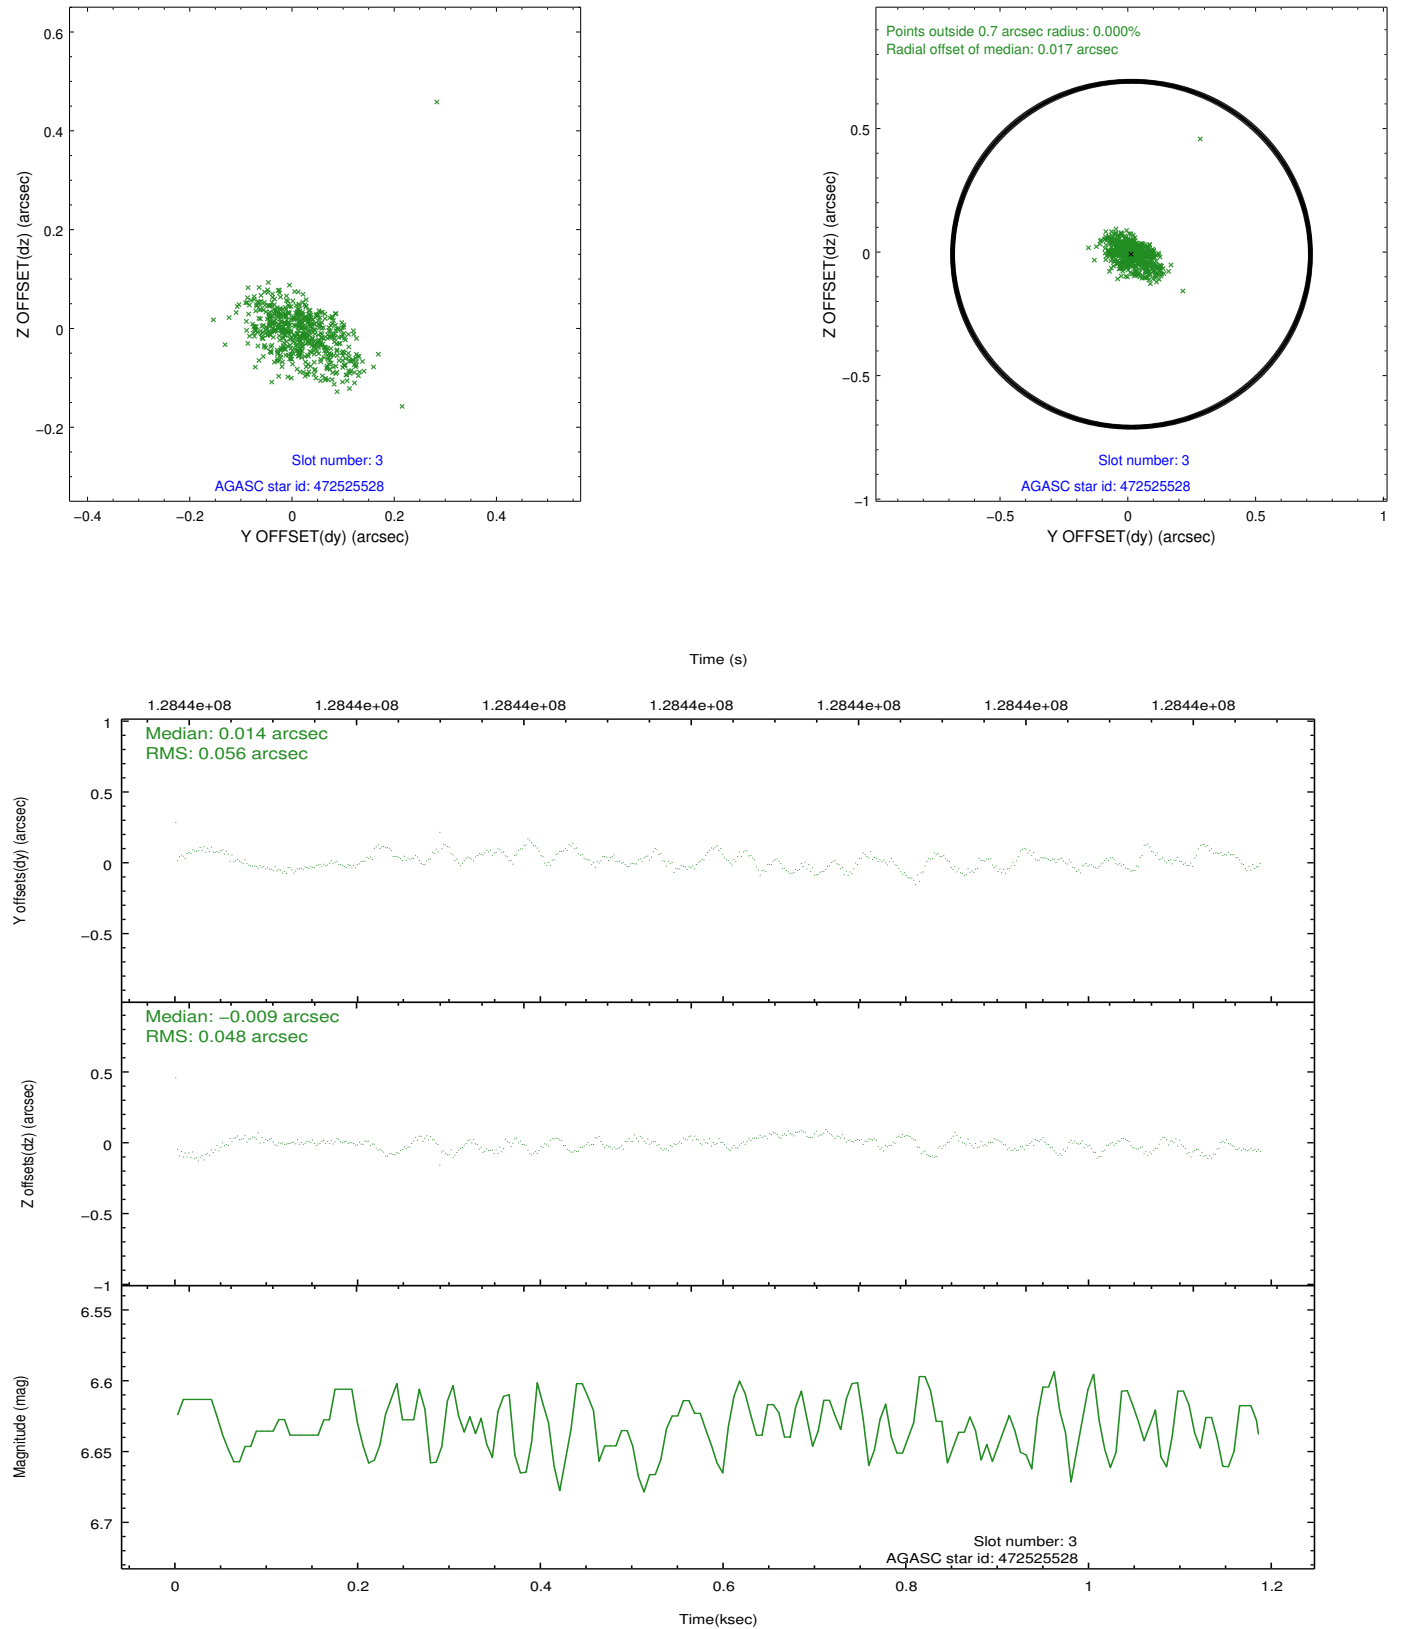 0.6
0.4
0.2
0
−0.2
Z OFFSET(dz) (arcsec)
Slot number: 3
AGASC star id: 472525528
−0.4 −0.2 0 0.2 0.4
Y OFFSET(dy) (arcsec)
Points outside 0.7 arcsec radius: 0.000%
Radial offset of median: 0.017 arcsec
0.5
0
−0.5
−1
Z OFFSET(dz) (arcsec)
Slot number: 3
AGASC star id: 472525528
−0.5 0 0.5 1
Y OFFSET(dy) (arcsec)
Time (s)
1.2844e+08 1.2844e+08 1.2844e+08 1.2844e+08 1.2844e+08 1.2844e+08 1.2844e+08
Median: 0.014 arcsec
RMS: 0.056 arcsec
1
0.5
0
−0.5
Y offsets(dy) (arcsec)
Median: −0.009 arcsec
RMS: 0.048 arcsec
0.5
0
−0.5
−1
Z offsets(dz) (arcsec)
6.55
6.6
6.65
6.7
Magnitude (mag)
Slot number: 3
AGASC star id: 472525528
0 0.2 0.4 0.6 0.8 1 1.2
Time(ksec)